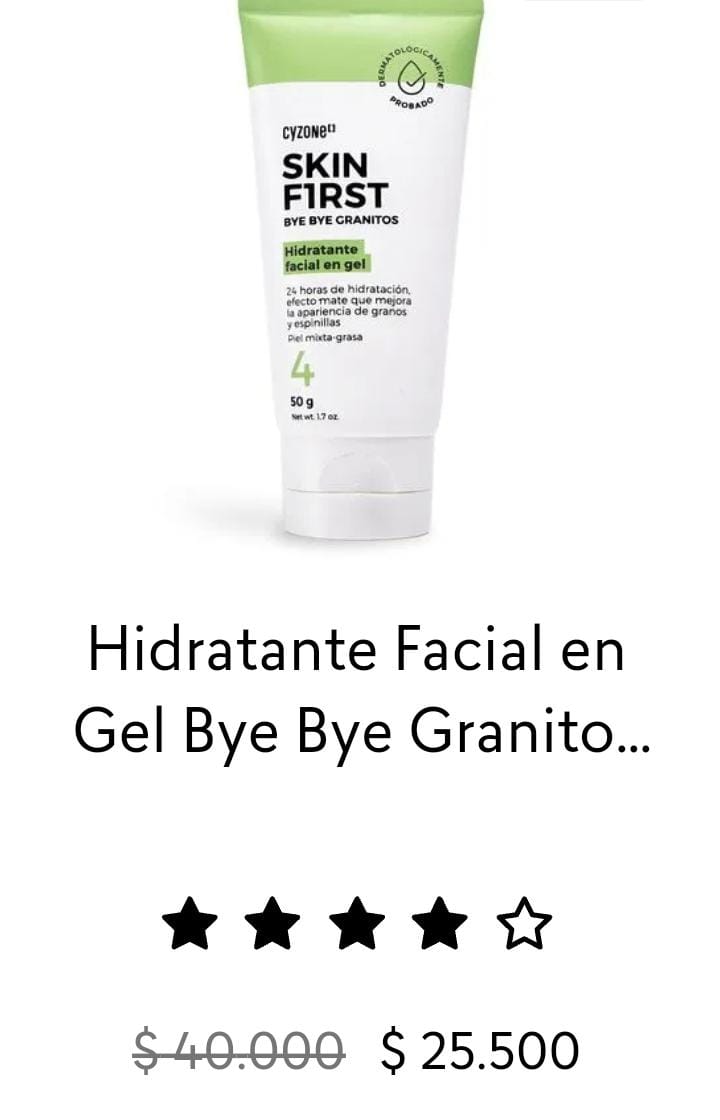 DERMATOLOGICAMENTE
PROBADO
CYZONE
SKIN
F1RST
BYE BYE GRANITOS
Hidratante
facial en gel
24 horas de hidratación,
efecto mate que mejora
la apariencia de granos
y espinillas
Piel mixta-grasa
4
50 g
Net wt. 1.7 oz.
Hidratante Facial en
Gel Bye Bye Granito...
$ 40.000 $ 25.500